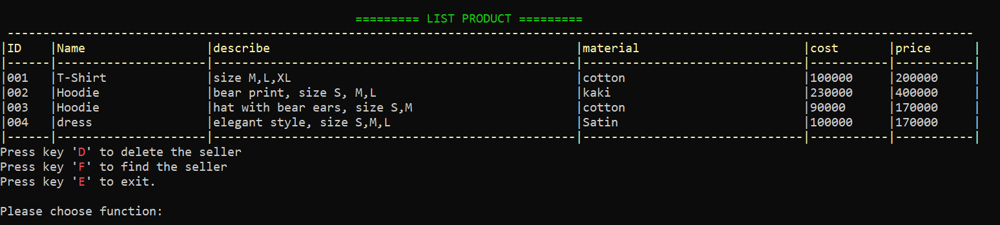 ========= LIST PRODUCT =========
----------------------------------------------------------------------------------------------------------------------------------------
|ID    |Name                 |describe                                           |material                       |cost       |price      |
|------|---------------------|---------------------------------------------------|-------------------------------|-----------|-----------|
|001   |T-Shirt              |size M,L,XL                                        |cotton                         |100000     |200000     |
|002   |Hoodie               |bear print, size S, M,L                            |kaki                           |230000     |400000     |
|003   |Hoodie               |hat with bear ears, size S,M                       |cotton                         |90000      |170000     |
|004   |dress                |elegant style, size S,M,L                          |Satin                          |100000     |170000     |
|------|---------------------|---------------------------------------------------|-------------------------------|-----------|-----------|
Press key 'D' to delete the seller
Press key 'F' to find the seller
Press key 'E' to exit.
Please choose function: